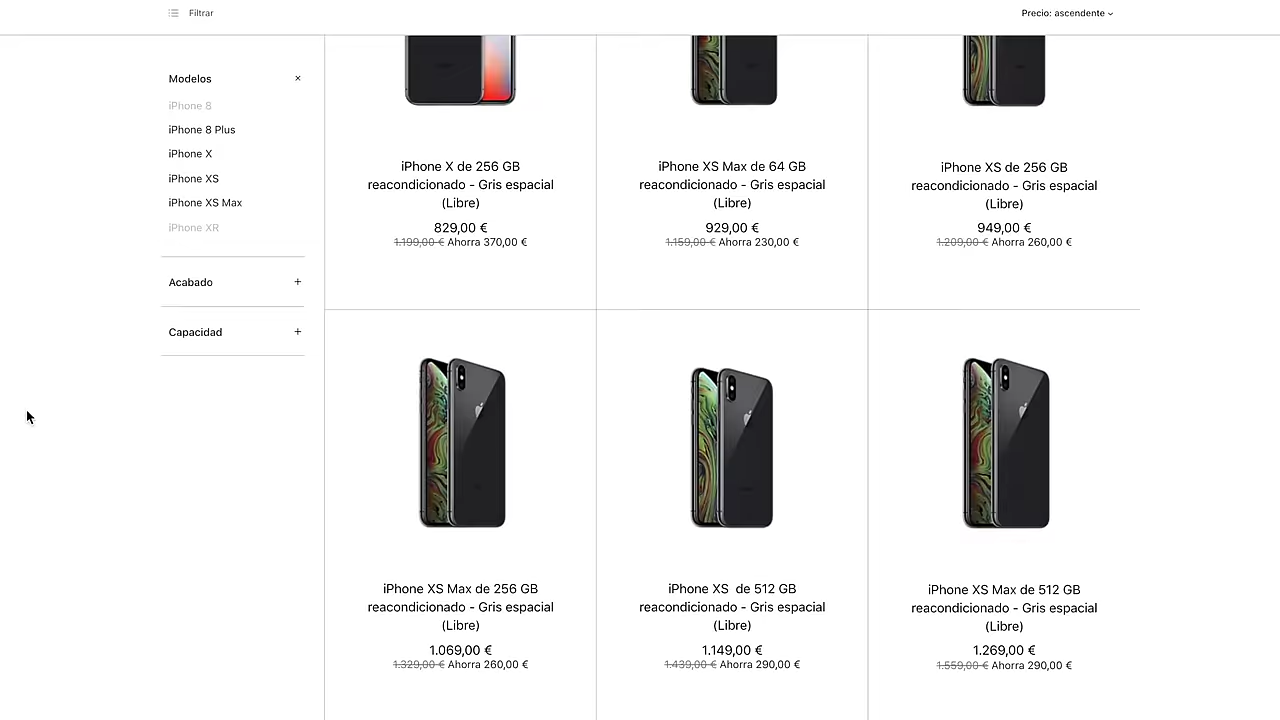 Filtrar
Precio: ascendente
Modelos
iPhone 8
iPhone 8 Plus
iPhone X
iPhone XS
iPhone XS Max
iPhone XR
Acabado
Capacidad
iPhone X de 256 GB
reacondicionado - Gris espacial
(Libre)
829,00 €
1.199,00 € Ahorra 370,00 €
iPhone XS Max de 64 GB
reacondicionado - Gris espacial
(Libre)
929,00 €
1.159,00 € Ahorra 230,00 €
iPhone XS de 256 GB
reacondicionado - Gris espacial
(Libre)
949,00 €
1.209,00 € Ahorra 260,00 €
iPhone XS Max de 256 GB
reacondicionado - Gris espacial
(Libre)
1.069,00 €
1.329,00 € Ahorra 260,00 €
iPhone XS  de 512 GB
reacondicionado - Gris espacial
(Libre)
1.149,00 €
1.439,00 € Ahorra 290,00 €
iPhone XS Max de 512 GB
reacondicionado - Gris espacial
(Libre)
1.269,00 €
1.559,00 € Ahorra 290,00 €